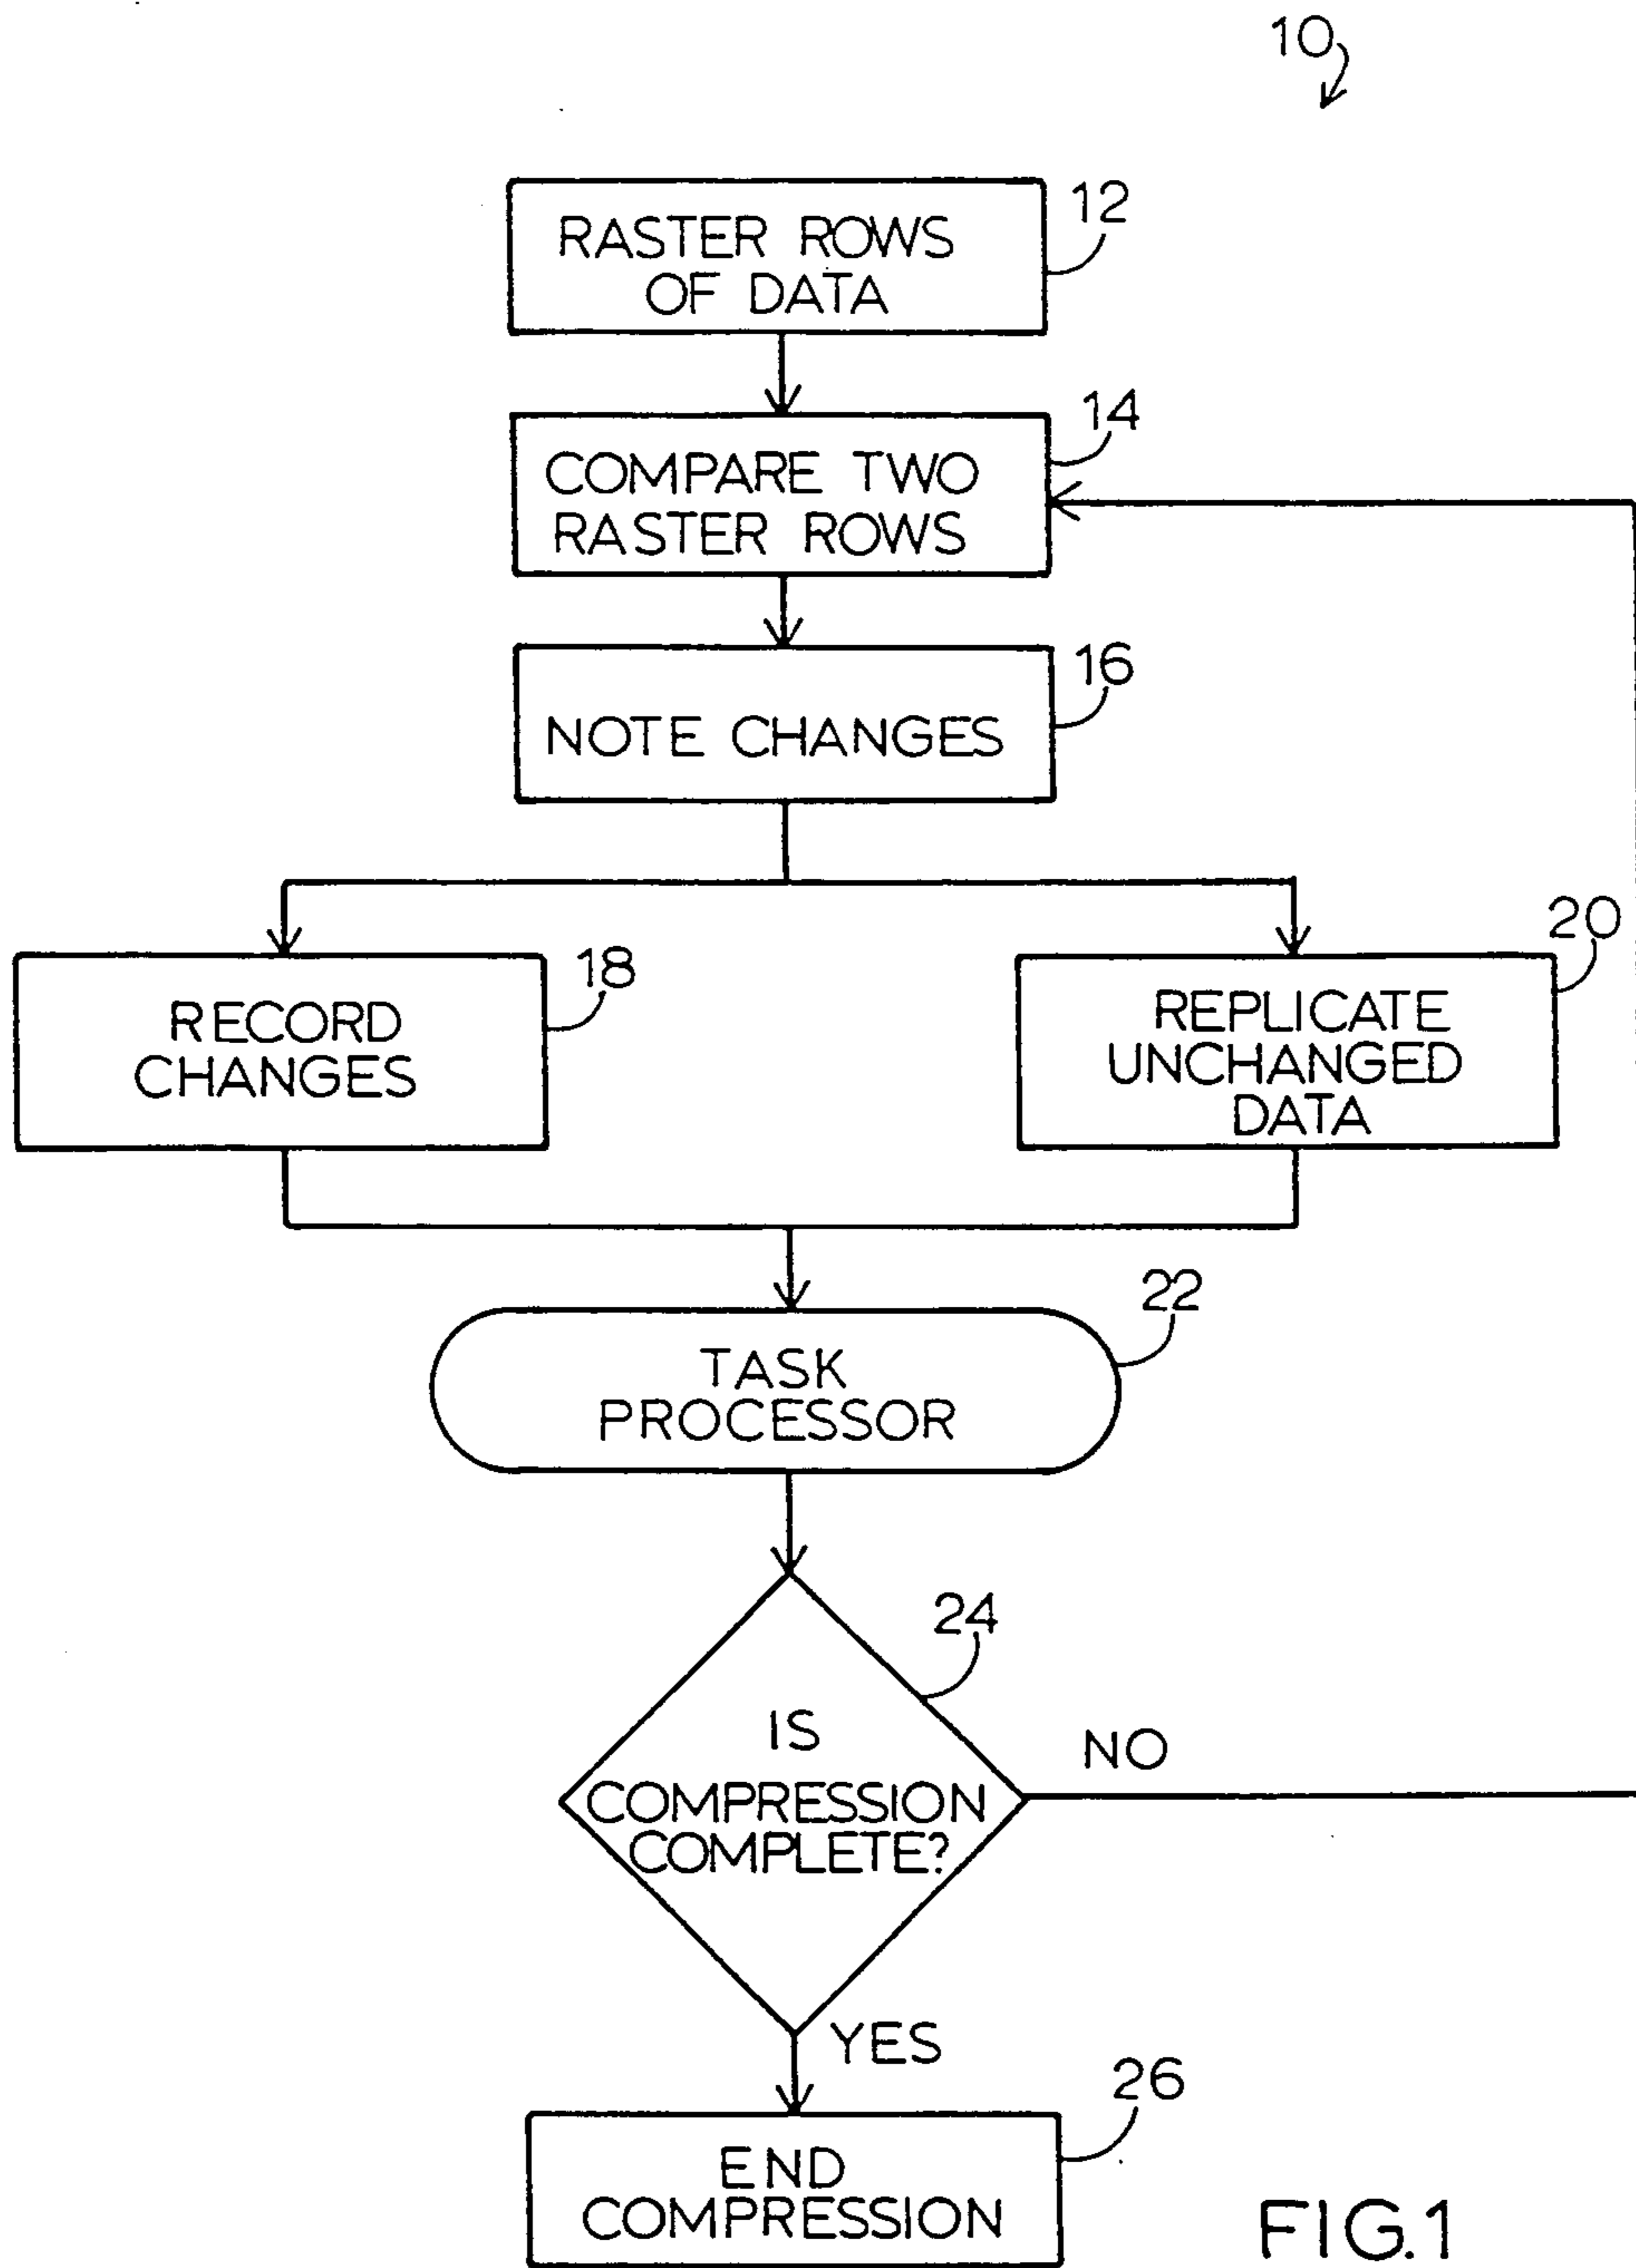 10
RASTER ROWS
OF DATA
12
COMPARE TWO
RASTER ROWS
14
NOTE CHANGES
16
RECORD
CHANGES
18
REPLICATE
UNCHANGED
DATA
20
TASK
PROCESSOR
22
IS
COMPRESSION
COMPLETE?
24
NO
YES
END
COMPRESSION
26
FIG.1